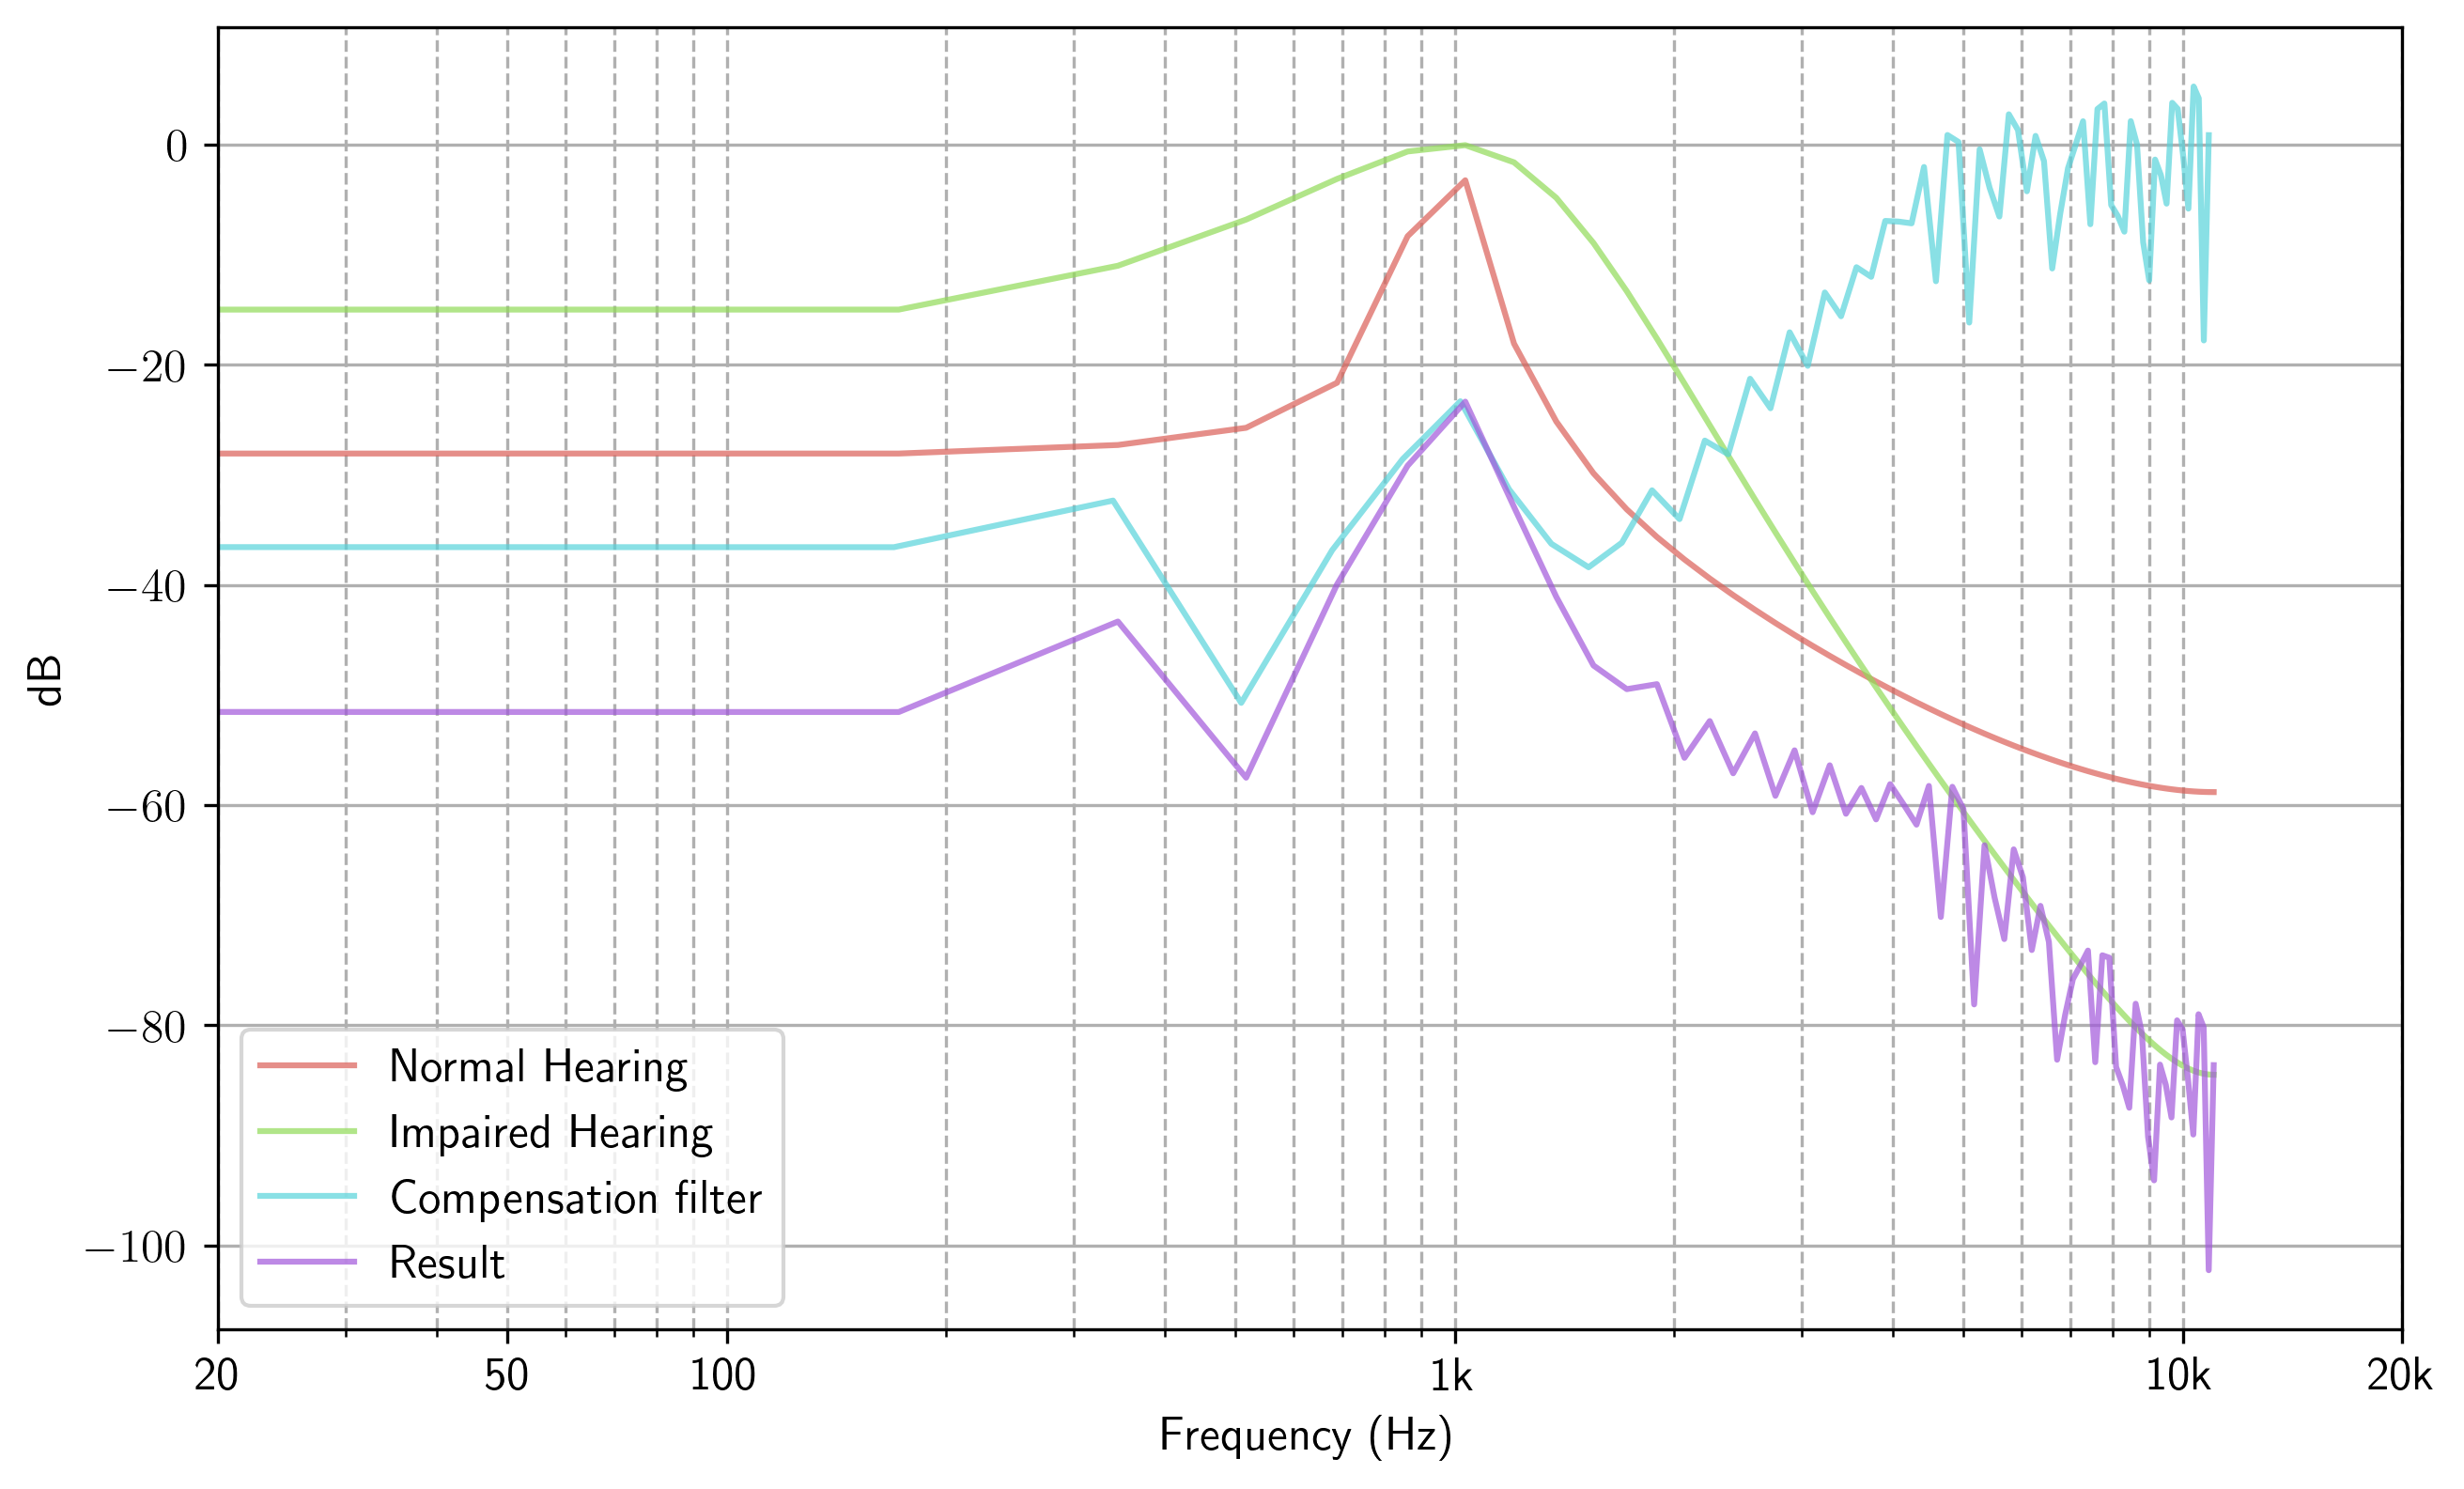 0
−20
−40
−60
−80
−100
dB
Normal Hearing
Impaired Hearing
Compensation filter
Result
20 50 100 1k 10k 20k
Frequency (Hz)